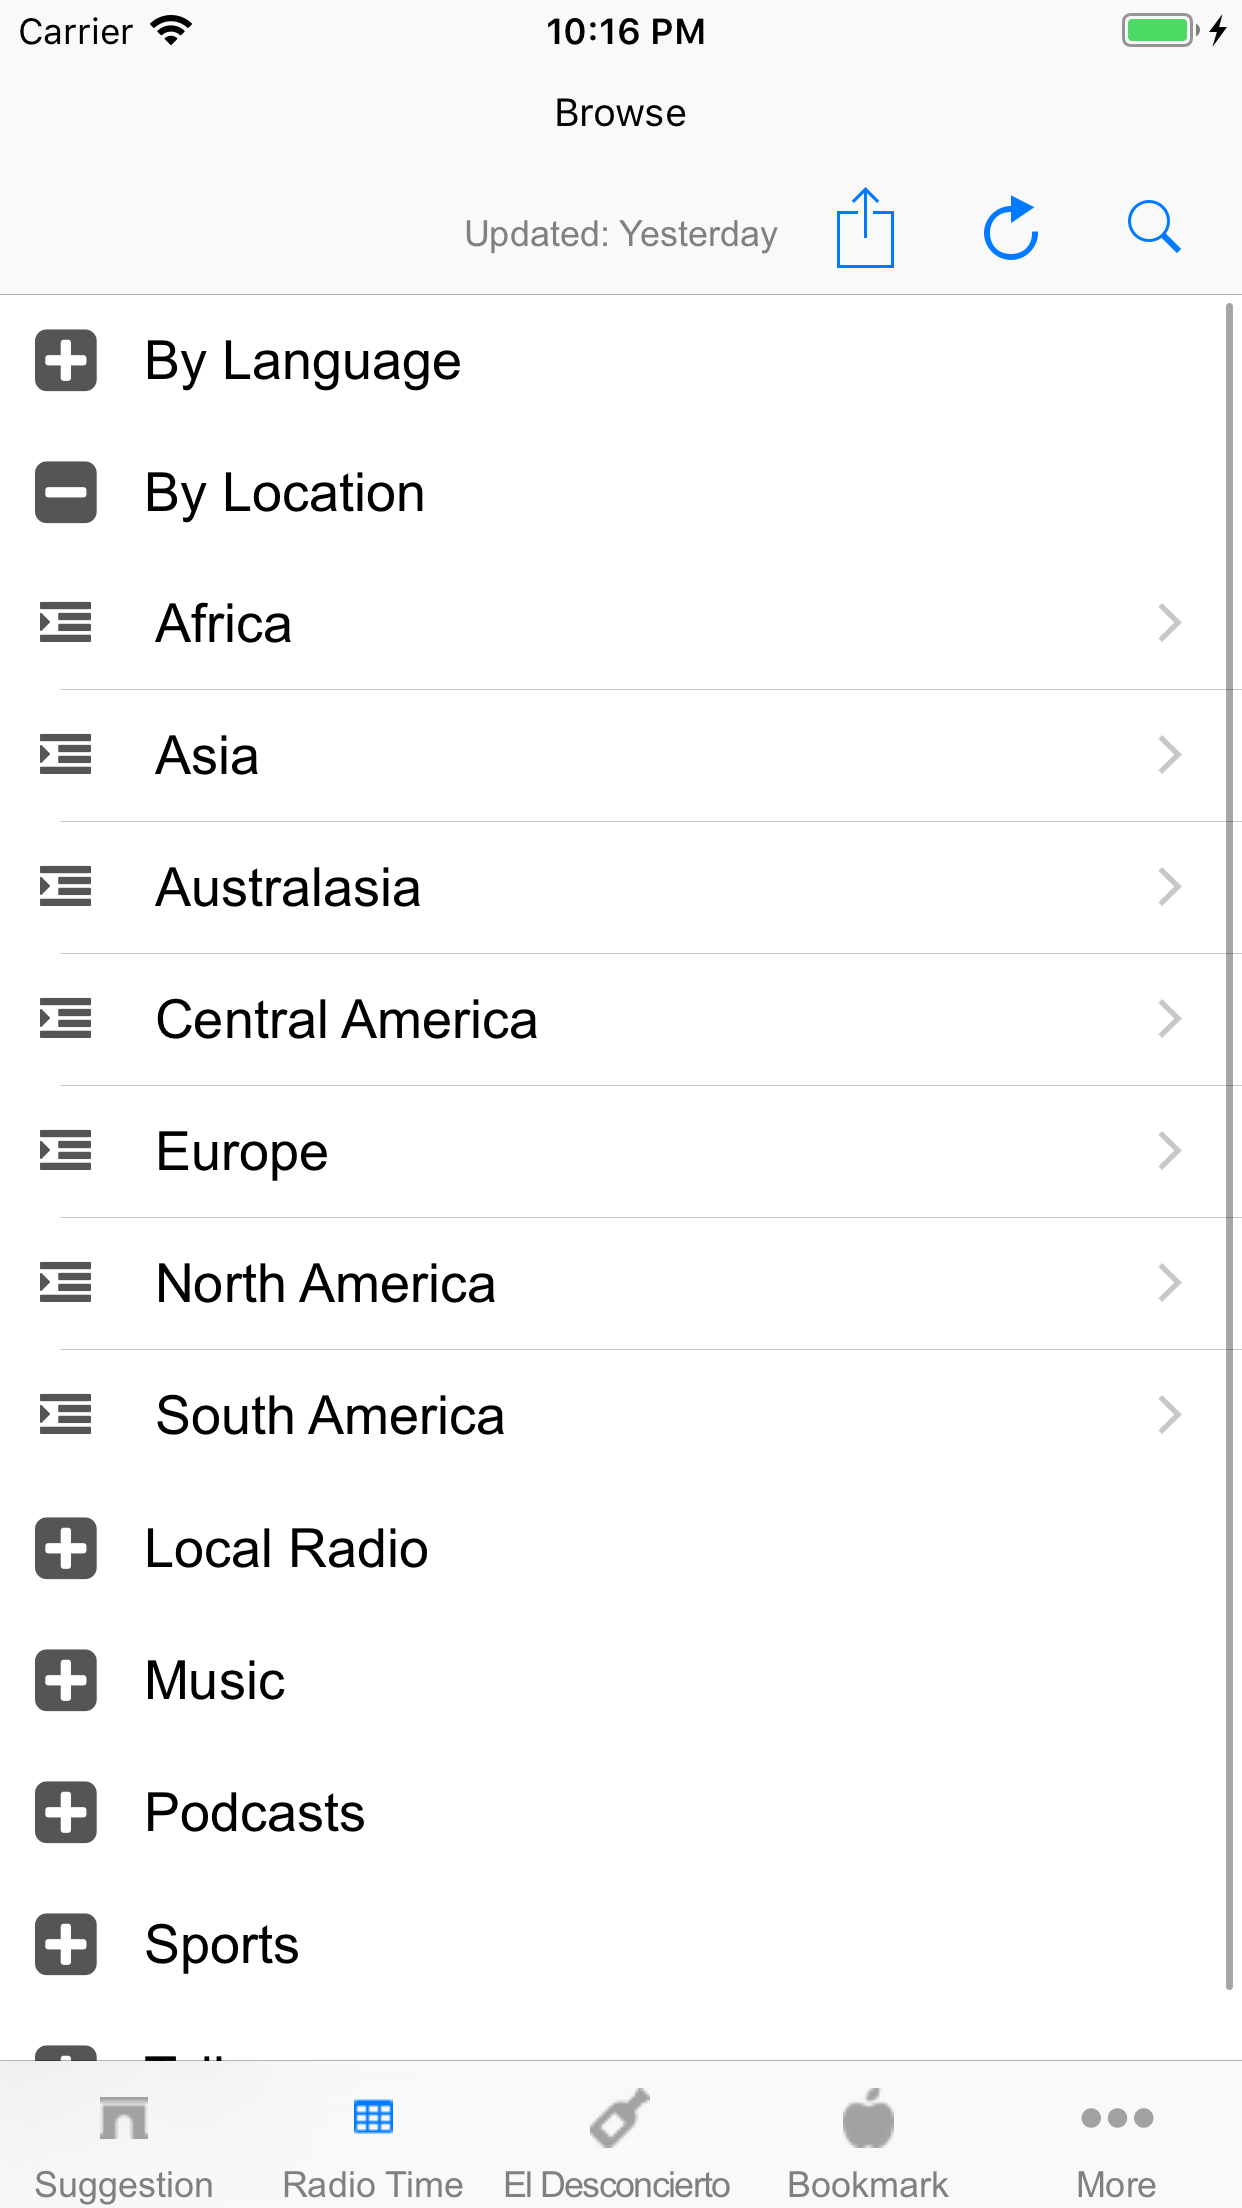 Carrier 10:16 PM
Browse
Updated: Yesterday
By Language
By Location
Africa
Asia
Australasia
Central America
Europe
North America
South America
Local Radio
Music
Podcasts
Sports
Suggestion Radio Time El Desconcierto Bookmark More